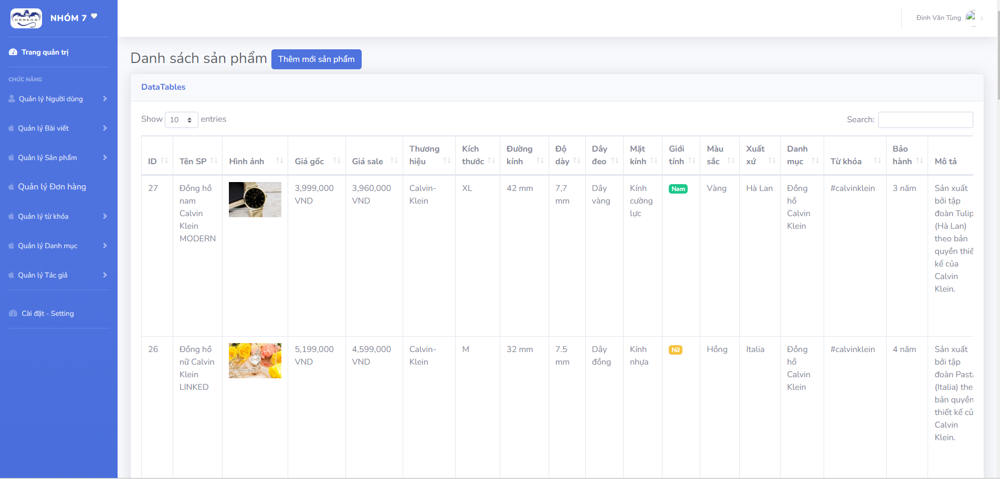 DRAGON
NHÓM 7
Đinh Văn Tùng
Trang quản trị
CHỨC NĂNG
Quản lý Người dùng
Quản lý Bài viết
Quản lý Sản phẩm
Quản lý Đơn hàng
Quản lý từ khóa
Quản lý Danh mục
Quản lý Tác giả
Cài đặt - Setting
Danh sách sản phẩm
Thêm mới sản phẩm
DataTables
Show 10 entries
Search:
ID
Tên SP
Hình ảnh
Giá gốc
Giá sale
Thương
hiệu
Kích
thước
Đường
kính
Độ
dày
Dây
đeo
Mặt
kính
Giới
tính
Màu
sắc
Xuất
xứ
Danh
mục
Từ khóa
Bảo
hành
Mô tả
27
Đồng hồ
nam
Calvin
Klein
MODERN
3,999,000
VND
3,960,000
VND
Calvin-
Klein
XL
42 mm
7,7
mm
Dây
vàng
Kính
cường
lực
Nam
Vàng
Hà Lan
Đồng
hồ
Calvin
Klein
#calvinklein
3 năm
Sản xuất
bởi tập
đoàn Tulip
(Hà Lan)
theo bản
quyền thiế
kế của
Calvin
Klein.
26
Đồng hồ
nữ Calvin
Klein
LINKED
5,199,000
VND
4,599,000
VND
Calvin-
Klein
M
32 mm
7.5
mm
Dây
đồng
Kính
nhựa
Nữ
Hồng
Italia
Đồng
hồ
Calvin
Klein
#calvinklein
4 năm
Sản xuất
bởi tập
đoàn Pasta
(Italia) the
bản quyền
thiết kế củ
Calvin
Klein.